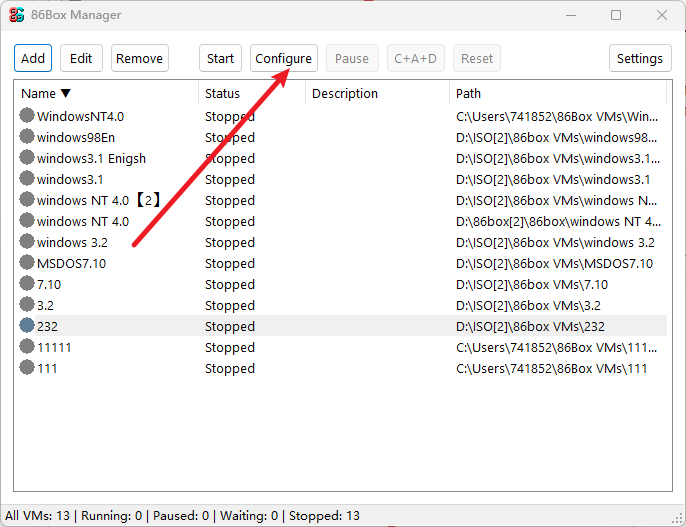 86Box Manager
Add Edit Remove Start Configure Pause C+A+D Reset Settings
Name ▼ Status Description Path
WindowsNT4.0 Stopped C:\Users\741852\86Box VMs\Win...
windows98En Stopped D:\ISO[2]\86box VMs\windows98...
windows3.1 Enigsh Stopped D:\ISO[2]\86box VMs\windows3.1...
windows3.1 Stopped D:\ISO[2]\86box VMs\windows3.1
windows NT 4.0【2】 Stopped D:\ISO[2]\86box VMs\windows N...
windows NT 4.0 Stopped D:\86box[2]\86box\windows NT 4...
windows 3.2 Stopped D:\ISO[2]\86box VMs\windows 3.2
MSDOS7.10 Stopped D:\ISO[2]\86box VMs\MSDOS7.10
7.10 Stopped D:\ISO[2]\86box VMs\7.10
3.2 Stopped D:\ISO[2]\86box VMs\3.2
232 Stopped D:\ISO[2]\86box VMs\232
11111 Stopped C:\Users\741852\86Box VMs\111...
111 Stopped C:\Users\741852\86Box VMs\111
All VMs: 13 | Running: 0 | Paused: 0 | Waiting: 0 | Stopped: 13